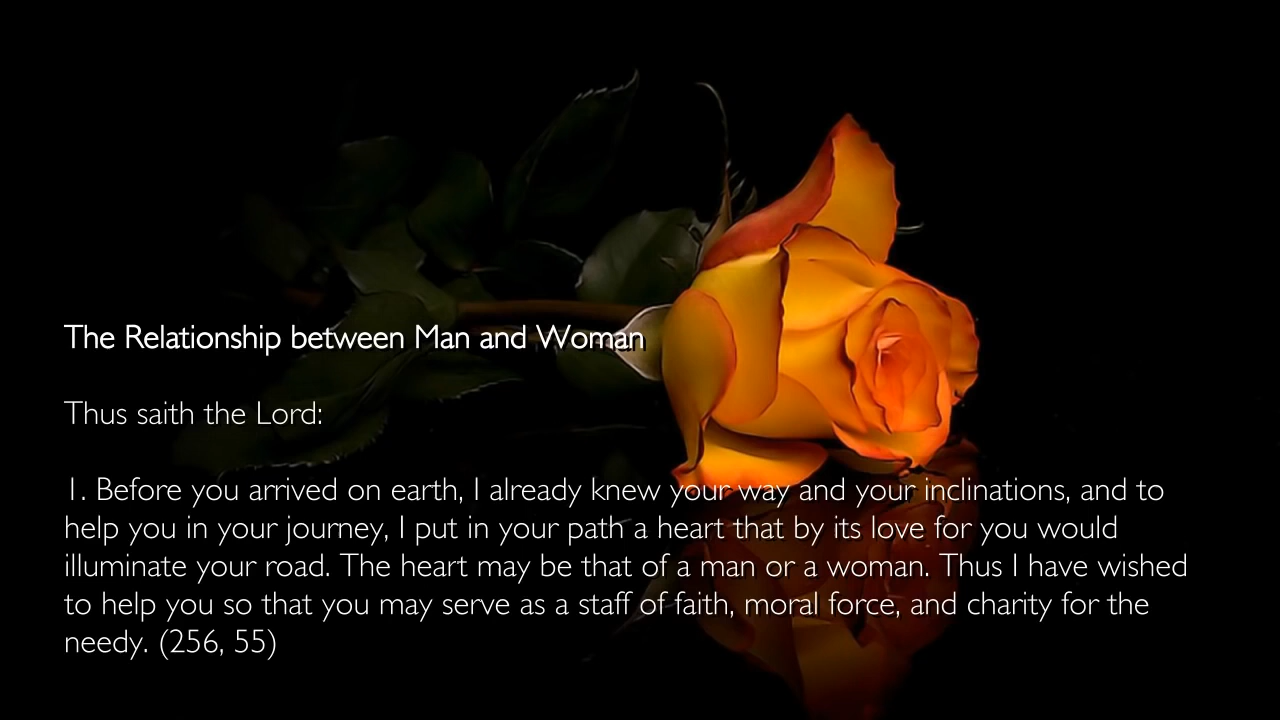 The Relationship between Man and Woman
Thus saith the Lord:
1. Before you arrived on earth, I already knew your way and your inclinations, and to
help you in your journey, I put in your path a heart that by its love for you would
illuminate your road. The heart may be that of a man or a woman. Thus I have wished
to help you so that you may serve as a staff of faith, moral force, and charity for the
needy. (256, 55)